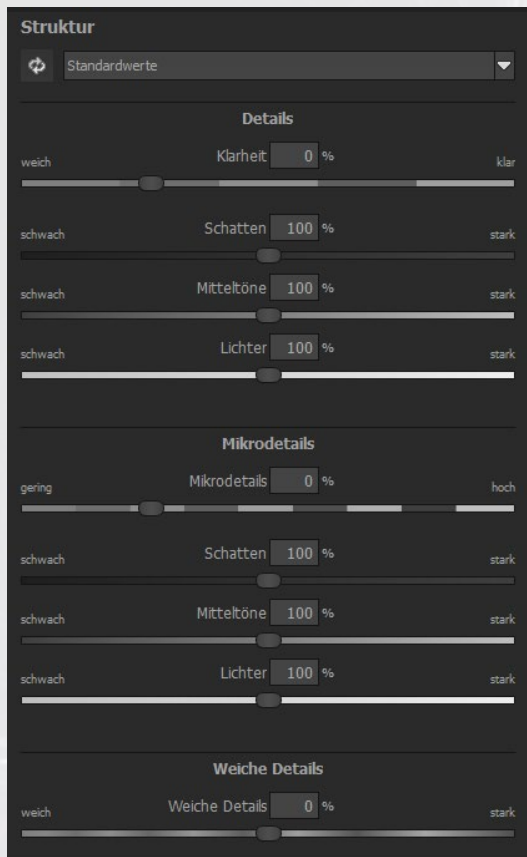 Struktur
Standardwerte
Details
Klarheit 0 %
weich klar
Schatten 100 %
schwach stark
Mitteltöne 100 %
schwach stark
Lichter 100 %
schwach stark
Mikrodetails
Mikrodetails 0 %
gering hoch
Schatten 100 %
schwach stark
Mitteltöne 100 %
schwach stark
Lichter 100 %
schwach stark
Weiche Details
Weiche Details 0 %
weich stark